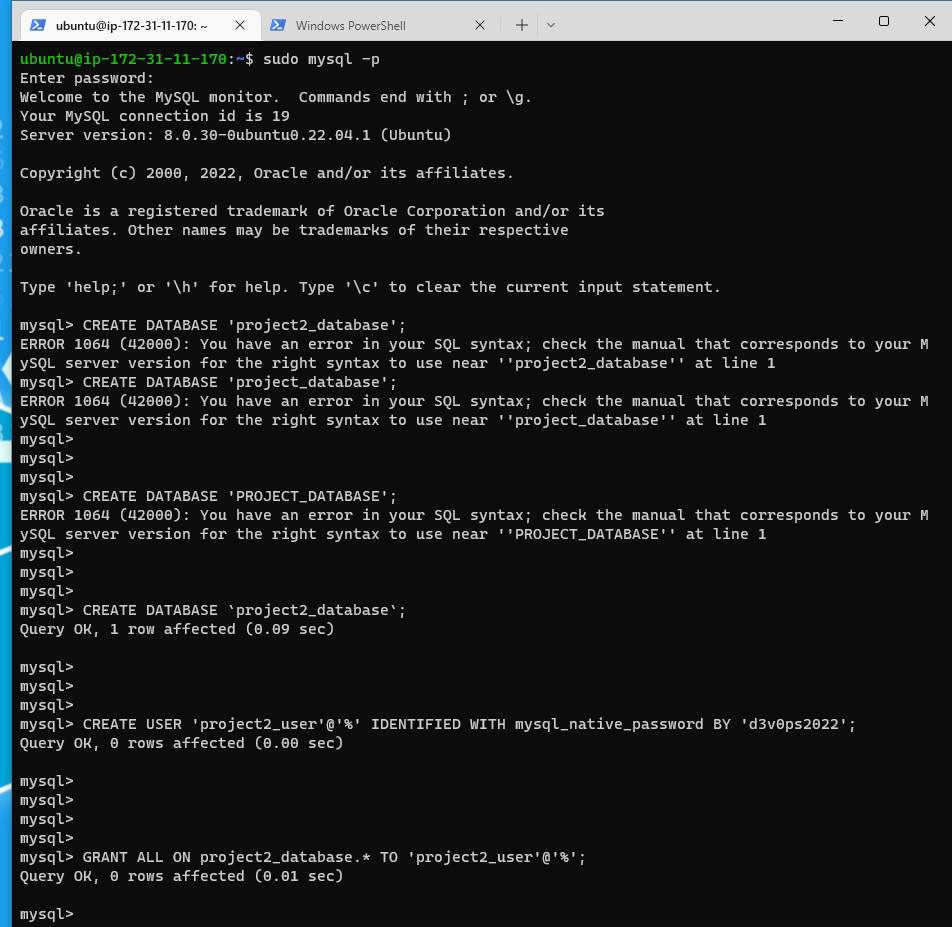 ubuntu@ip-172-31-11-170: ~
Windows PowerShell
ubuntu@ip-172-31-11-170:~$ sudo mysql -p
Enter password:
Welcome to the MySQL monitor.  Commands end with ; or \g.
Your MySQL connection id is 19
Server version: 8.0.30-0ubuntu0.22.04.1 (Ubuntu)
Copyright (c) 2000, 2022, Oracle and/or its affiliates.
Oracle is a registered trademark of Oracle Corporation and/or its
affiliates. Other names may be trademarks of their respective
owners.
Type 'help;' or '\h' for help. Type '\c' to clear the current input statement.
mysql> CREATE DATABASE 'project2_database';
ERROR 1064 (42000): You have an error in your SQL syntax; check the manual that corresponds to your M
ySQL server version for the right syntax to use near ''project2_database'' at line 1
mysql> CREATE DATABASE 'project_database';
ERROR 1064 (42000): You have an error in your SQL syntax; check the manual that corresponds to your M
ySQL server version for the right syntax to use near ''project_database'' at line 1
mysql>
mysql>
mysql>
mysql> CREATE DATABASE 'PROJECT_DATABASE';
ERROR 1064 (42000): You have an error in your SQL syntax; check the manual that corresponds to your M
ySQL server version for the right syntax to use near ''PROJECT_DATABASE'' at line 1
mysql>
mysql>
mysql>
mysql> CREATE DATABASE `project2_database`;
Query OK, 1 row affected (0.09 sec)
mysql>
mysql>
mysql>
mysql> CREATE USER 'project2_user'@'%' IDENTIFIED WITH mysql_native_password BY 'd3v0ps2022';
Query OK, 0 rows affected (0.00 sec)
mysql>
mysql>
mysql>
mysql>
mysql> GRANT ALL ON project2_database.* TO 'project2_user'@'%';
Query OK, 0 rows affected (0.01 sec)
mysql>